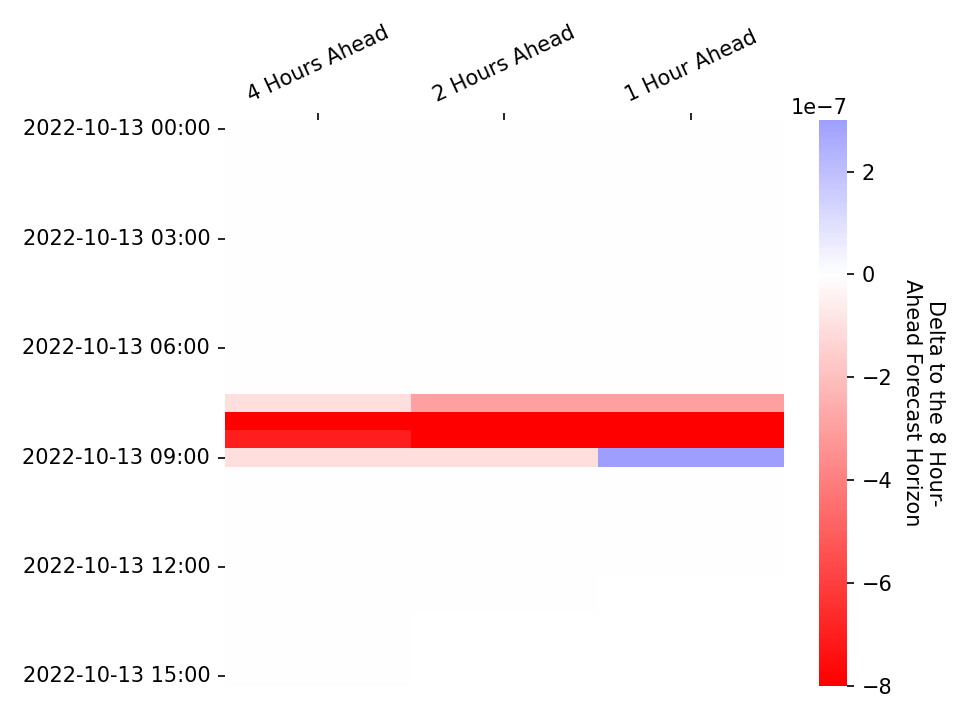 4 Hours Ahead
2 Hours Ahead
1 Hour Ahead
1e−7
2022-10-13 00:00
2022-10-13 03:00
2022-10-13 06:00
2022-10-13 09:00
2022-10-13 12:00
2022-10-13 15:00
2
0
−2
−4
−6
−8
Delta to the 8 Hour-
Ahead Forecast Horizon